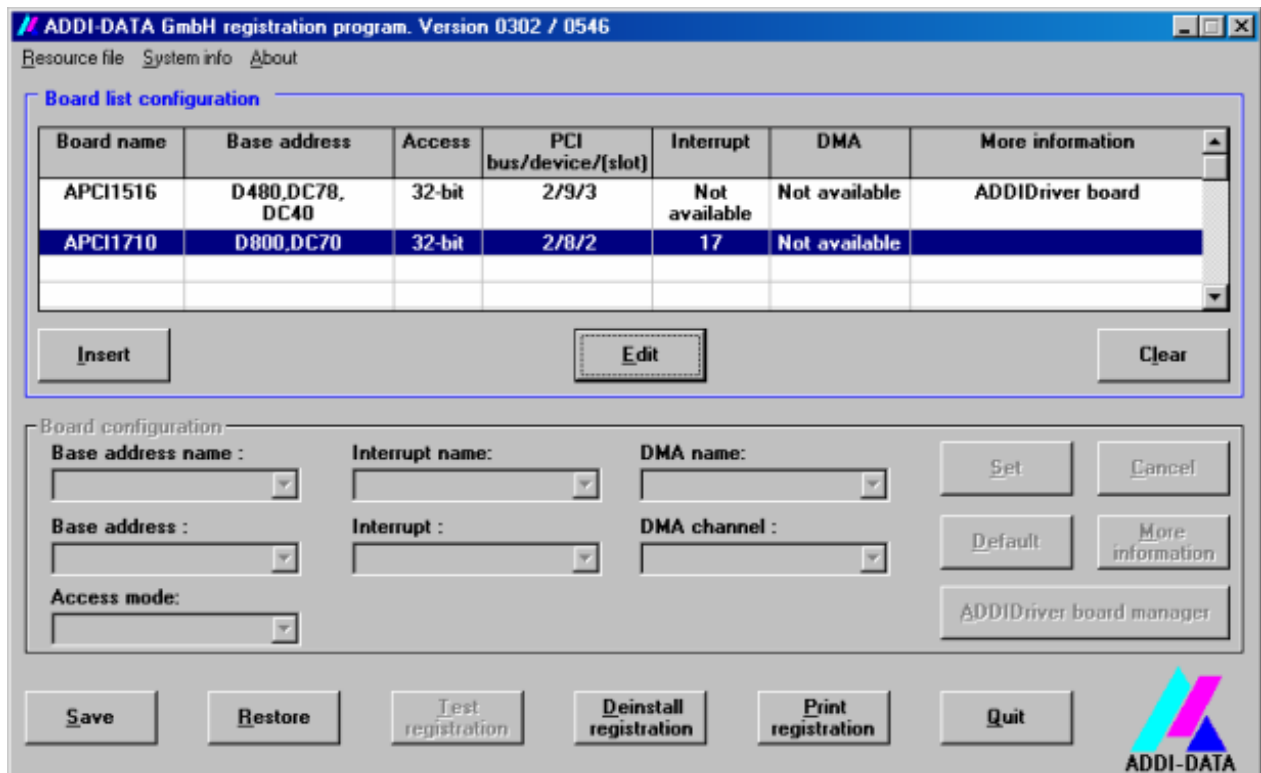 ADDI-DATA GmbH registration program. Version 0302 / 0546
Resource file System info About
Board list configuration
Board name Base address Access PCI bus/device/(slot) Interrupt DMA More information
APCI1516 D480,DC78, DC40 32-bit 2/9/3 Not available Not available ADDIDriver board
APCI1710 D800,DC70 32-bit 2/8/2 17 Not available
Insert Edit Clear
Board configuration
Base address name : Interrupt name: DMA name:
Set Cancel
Base address : Interrupt : DMA channel :
Default More information
Access mode:
ADDIDriver board manager
Save Restore Test registration Deinstall registration Print registration Quit
ADDI-DATA